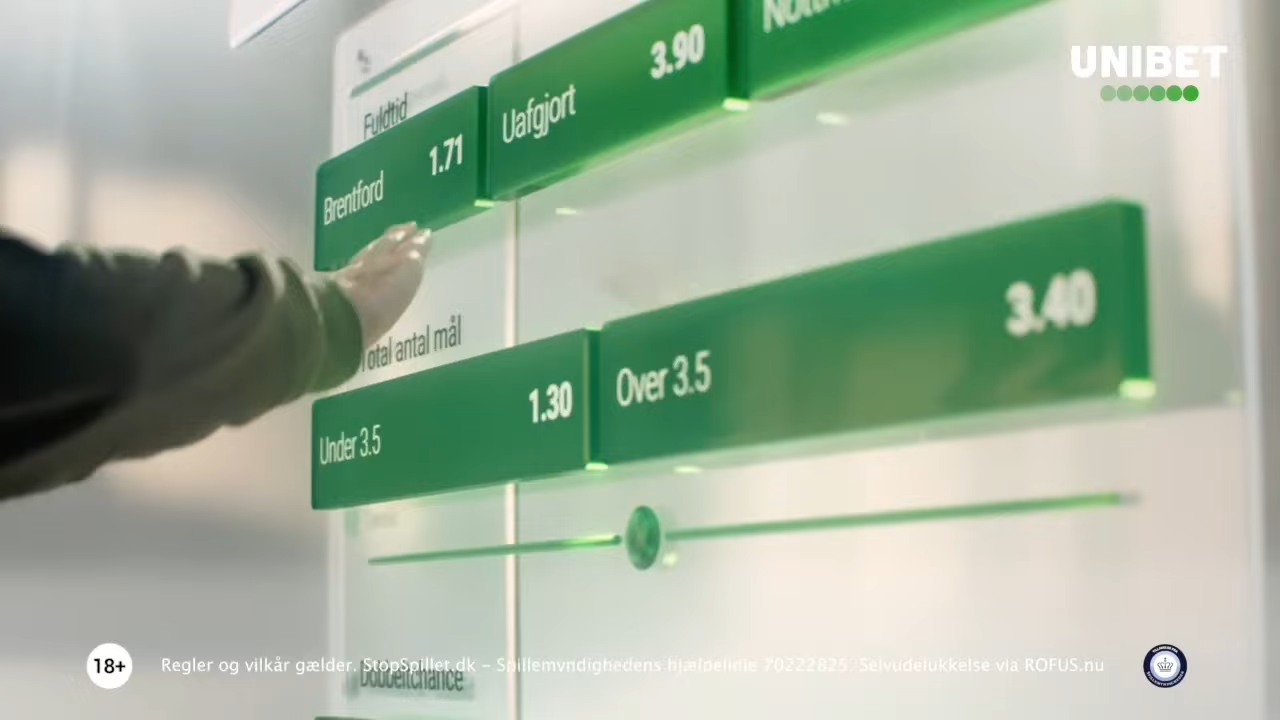 UNIBET
3.90
Uafgjort
Fuldtid
1.71
Brentford
Total antal mål
3.40
Over 3.5
1.30
Under 3.5
18+
Regler og vilkår gælder. StopSpillet.dk – Spillemyndighedens hjælpelinie 70222825 Selvudelukkelse via ROFUS.nu
Dobbeltchance